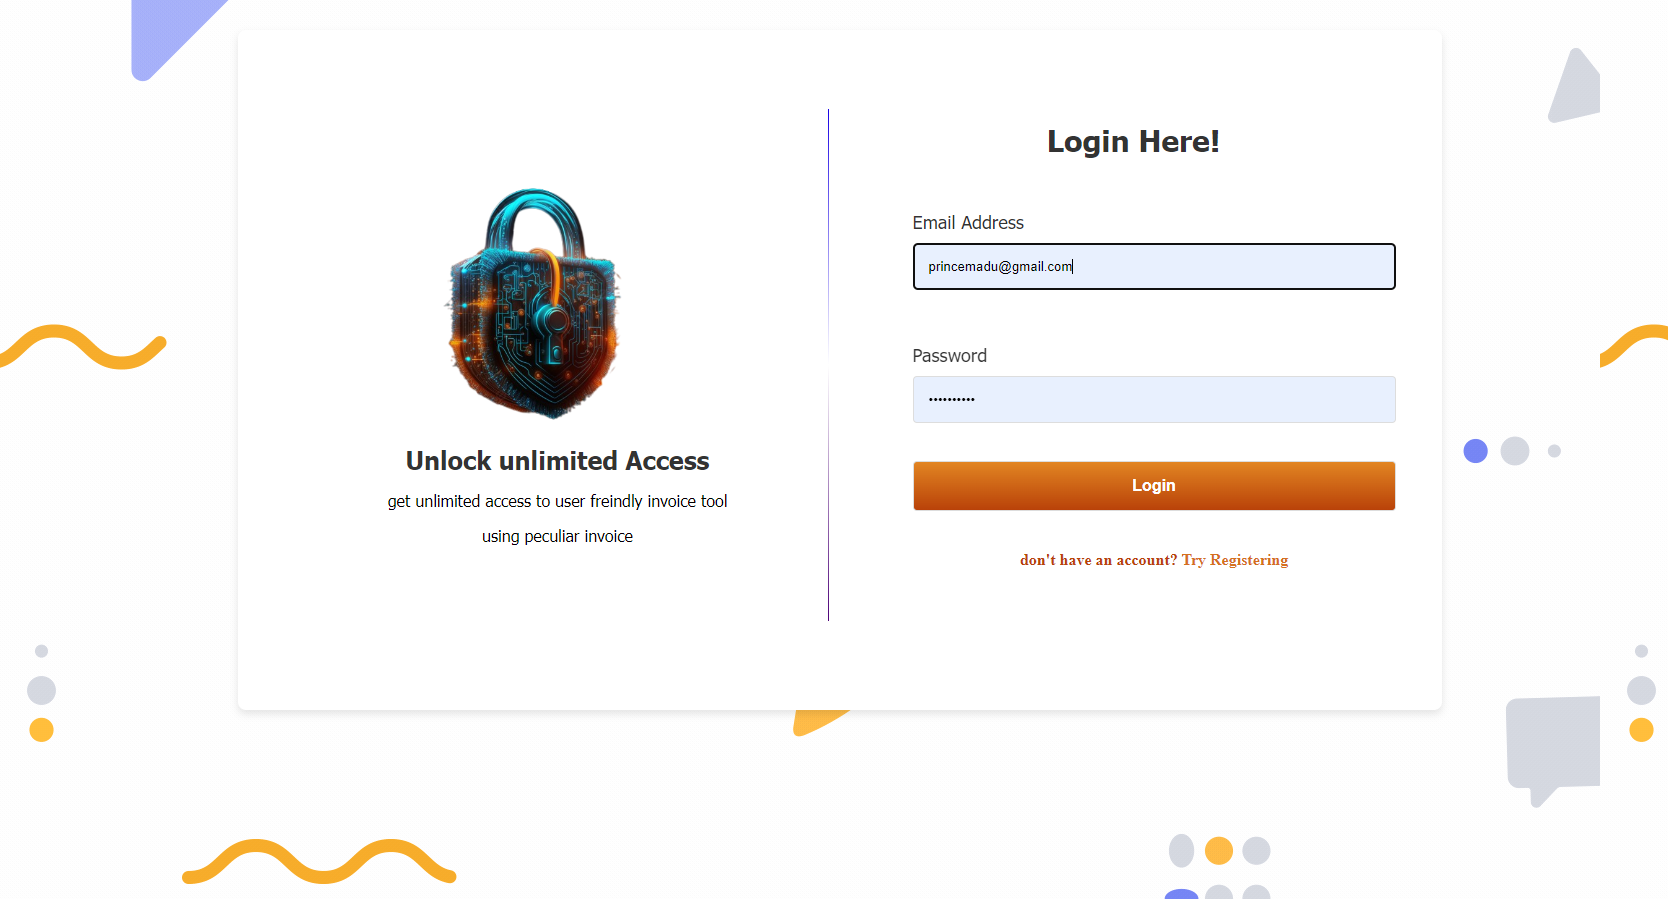 Unlock unlimited Access
get unlimited access to user freindly invoice tool
using peculiar invoice
Login Here!
Email Address
princemadu@gmail.com
Password
••••••••••
Login
don't have an account? Try Registering